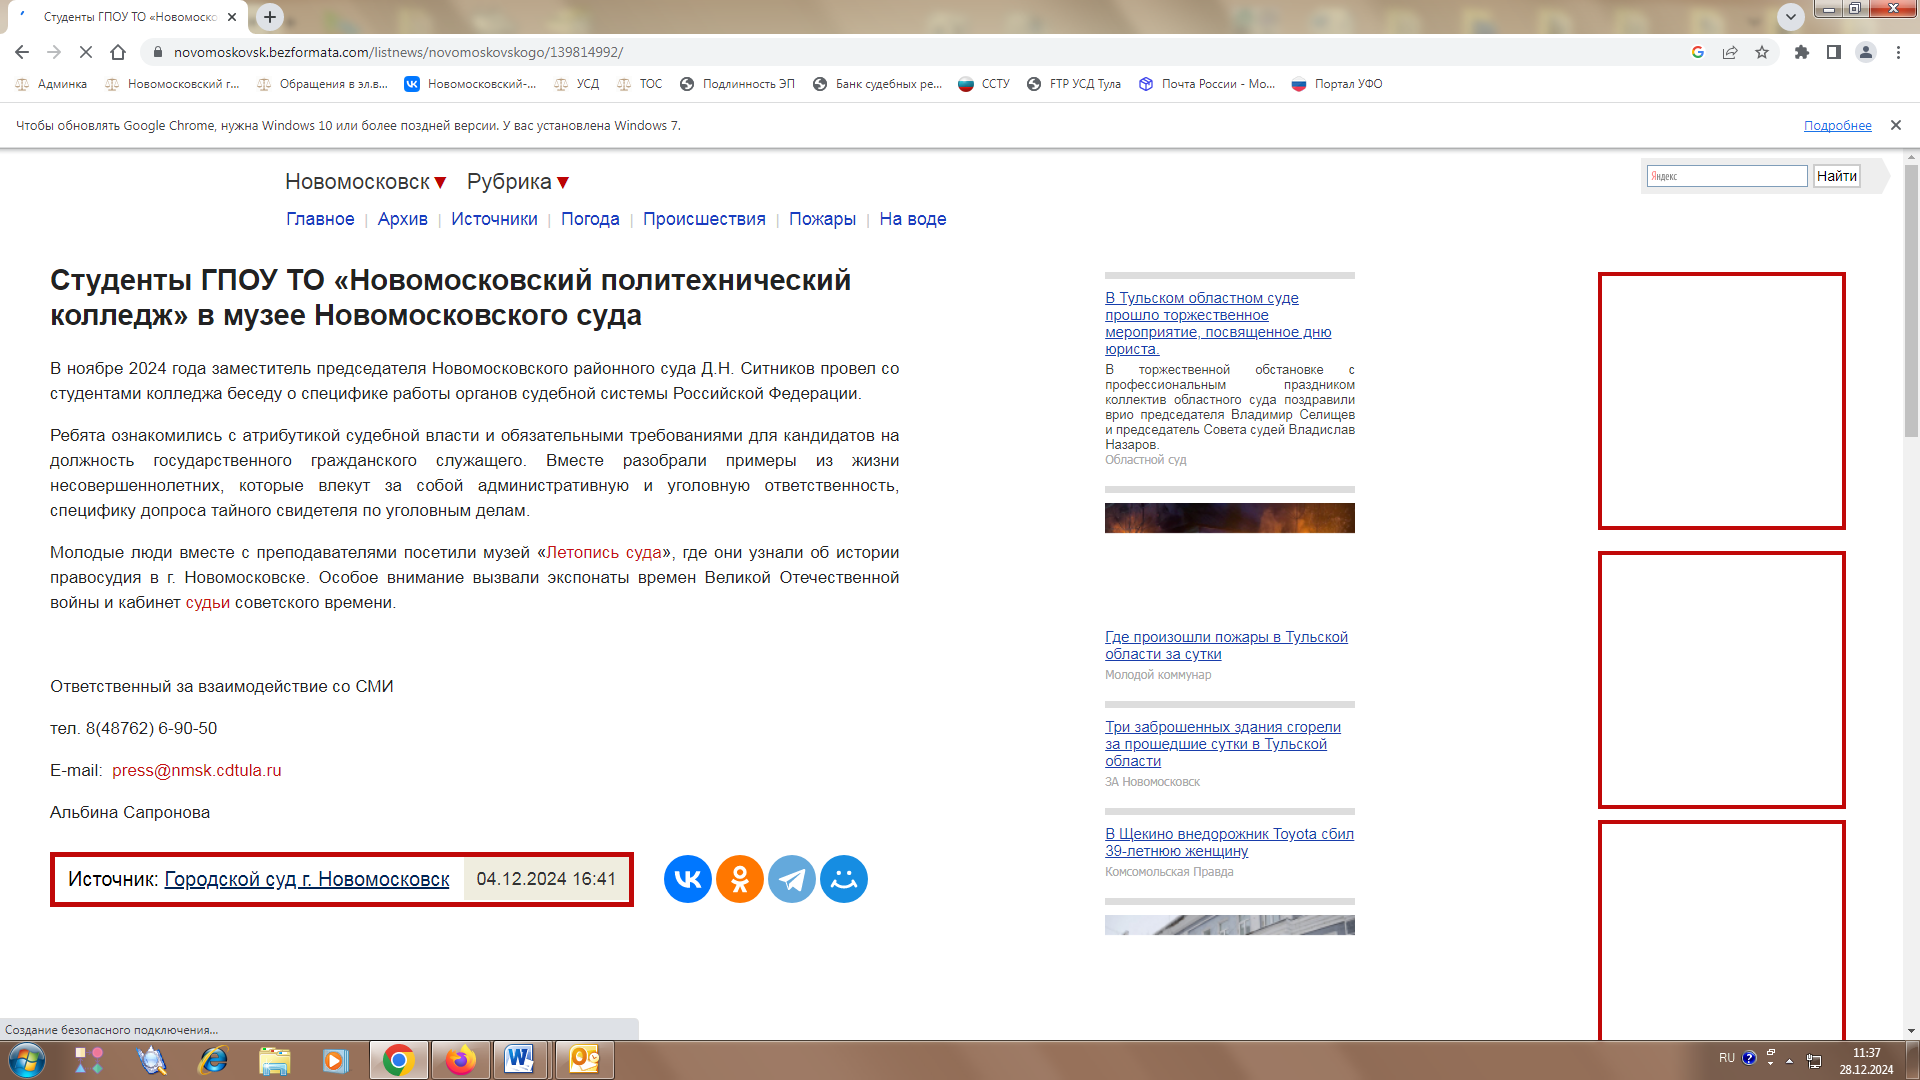 Студенты ГПОУ ТО «Новомоско
novomoskovsk.bezformata.com/listnews/novomoskovskogo/139814992/
Админка
Новомосковский г...
Обращения в эл.в...
Новомосковский-...
УСД
ТОС
Подлинность ЭП
Банк судебных ре...
ССТУ
FTP УСД Тула
Почта России - Мо...
Портал УФО
Чтобы обновлять Google Chrome, нужна Windows 10 или более поздней версии. У вас установлена Windows 7.
Подробнее
Новомосковск▼ Рубрика▼
Яндекс
Найти
Главное | Архив | Источники | Погода | Происшествия | Пожары | На воде
Студенты ГПОУ ТО «Новомосковский политехнический
колледж» в музее Новомосковского суда
В ноябре 2024 года заместитель председателя Новомосковского районного суда Д.Н. Ситников провел со
студентами колледжа беседу о специфике работы органов судебной системы Российской Федерации.
Ребята ознакомились с атрибутикой судебной власти и обязательными требованиями для кандидатов на
должность государственного гражданского служащего. Вместе разобрали примеры из жизни
несовершеннолетних, которые влекут за собой административную и уголовную ответственность,
специфику допроса тайного свидетеля по уголовным делам.
Молодые люди вместе с преподавателями посетили музей «Летопись суда», где они узнали об истории
правосудия в г. Новомосковске. Особое внимание вызвали экспонаты времен Великой Отечественной
войны и кабинет судьи советского времени.
Ответственный за взаимодействие со СМИ
тел. 8(48762) 6-90-50
E-mail: press@nmsk.cdtula.ru
Альбина Сапронова
Источник: Городской суд г. Новомосковск
04.12.2024 16:41
В Тульском областном суде
прошло торжественное
мероприятие, посвященное дню
юриста.
В торжественной обстановке с
профессиональным праздником
коллектив областного суда поздравили
врио председателя Владимир Селищев
и председатель Совета судей Владислав
Назаров.
Областной суд
Где произошли пожары в Тульской
области за сутки
Молодой коммунар
Три заброшенных здания сгорели
за прошедшие сутки в Тульской
области
ЗА Новомосковск
В Щекино внедорожник Toyota сбил
39-летнюю женщину
Комсомольская Правда
Создание безопасного подключения...
RU
11:37
28.12.2024